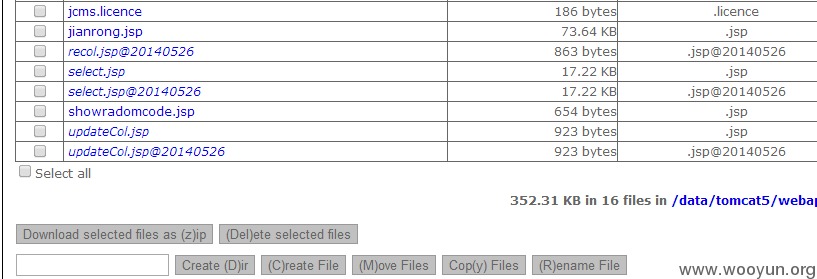 jcms.licence 186 bytes .licence
jianrong.jsp 73.64 KB .jsp
recol.jsp@20140526 863 bytes .jsp@20140526
select.jsp 17.22 KB .jsp
select.jsp@20140526 17.22 KB .jsp@20140526
showradomcode.jsp 654 bytes .jsp
updateCol.jsp 923 bytes .jsp
updateCol.jsp@20140526 923 bytes .jsp@20140526
Select all
352.31 KB in 16 files in /data/tomcat5/webap
Download selected files as (z)ip (Del)ete selected files
Create (D)ir (C)reate File (M)ove Files Cop(y) Files (R)ename File
www.wooyun.org